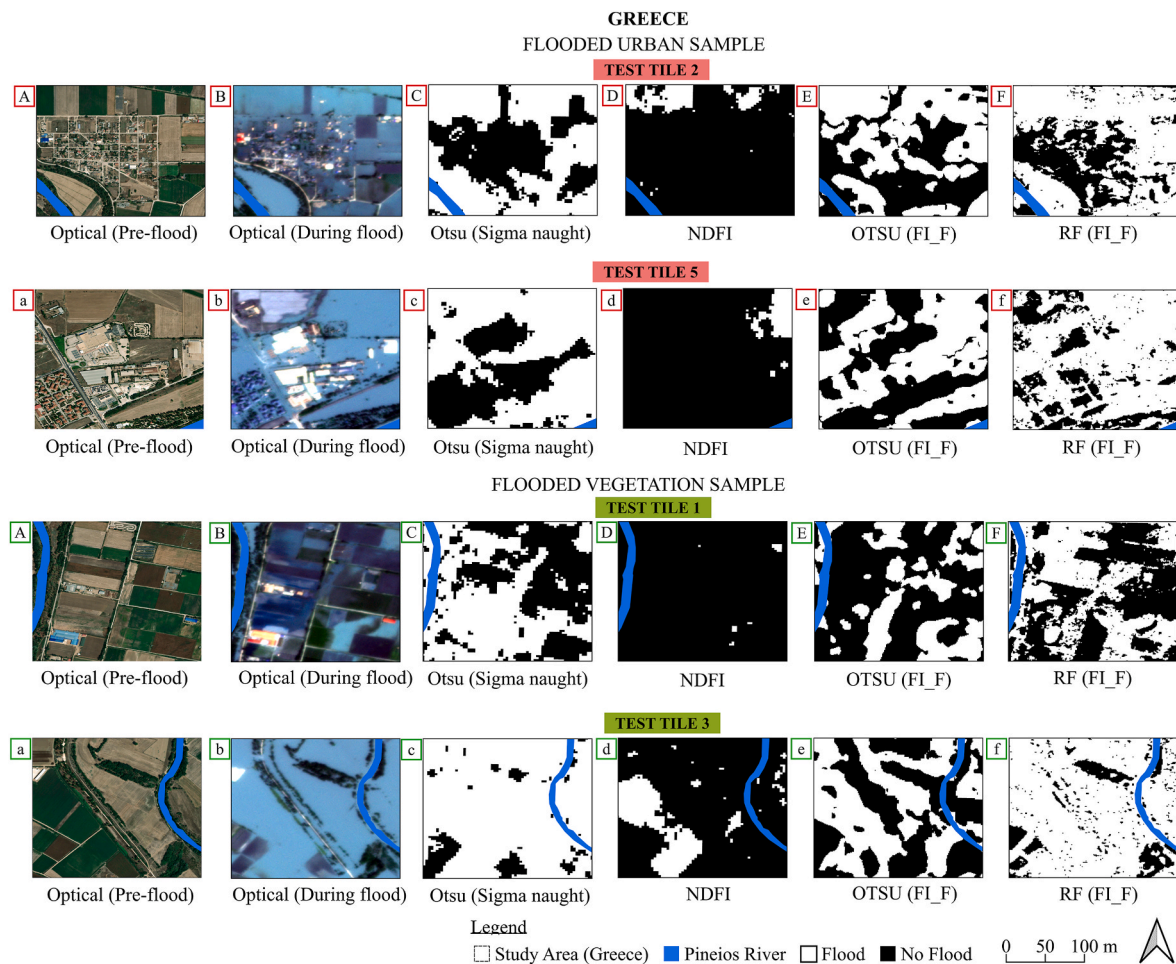 GREECE
FLOODED URBAN SAMPLE
TEST TILE 2
A B C D E F
Optical (Pre-flood) Optical (During flood) Otsu (Sigma naught) NDFI OTSU (FI_F) RF (FI_F)
TEST TILE 5
a b c d e f
Optical (Pre-flood) Optical (During flood) Otsu (Sigma naught) NDFI OTSU (FI_F) RF (FI_F)
FLOODED VEGETATION SAMPLE
TEST TILE 1
A B C D E F
Optical (Pre-flood) Optical (During flood) Otsu (Sigma naught) NDFI OTSU (FI_F) RF (FI_F)
TEST TILE 3
a b c d e f
Optical (Pre-flood) Optical (During flood) Otsu (Sigma naught) NDFI OTSU (FI_F) RF (FI_F)
Legend
Study Area (Greece) Pineios River Flood No Flood 0 50 100 m